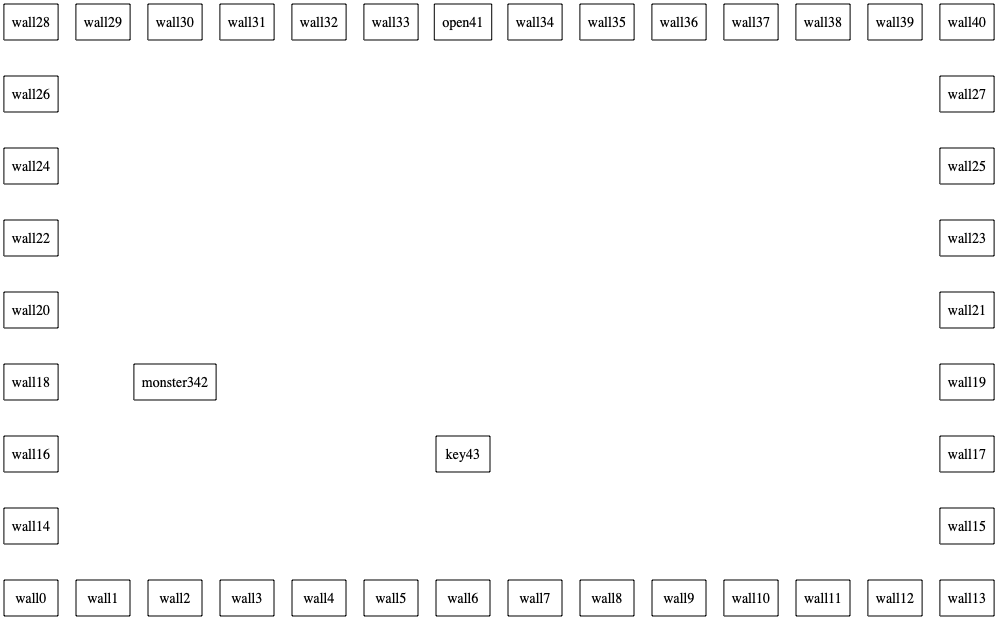 wall28 wall29 wall30 wall31 wall32 wall33 open41 wall34 wall35 wall36 wall37 wall38 wall39 wall40
wall26 wall27
wall24 wall25
wall22 wall23
wall20 wall21
wall18 monster342 wall19
wall16 key43 wall17
wall14 wall15
wall0 wall1 wall2 wall3 wall4 wall5 wall6 wall7 wall8 wall9 wall10 wall11 wall12 wall13